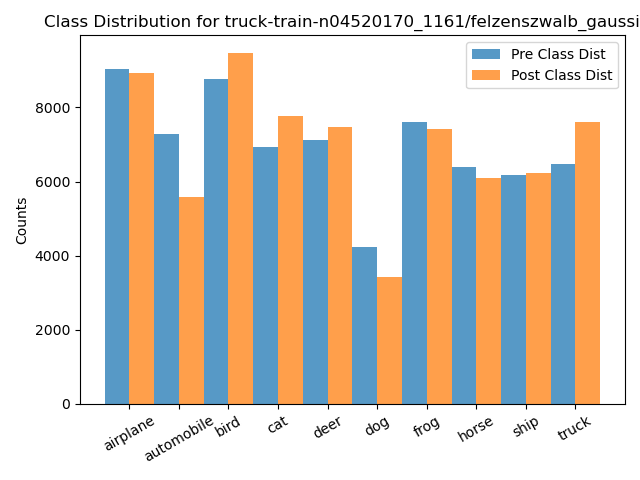 Class Distribution for truck-train-n04520170_1161/felzenszwalb_gaussi
Pre Class Dist
Post Class Dist
Counts
8000
6000
4000
2000
0
airplane
automobile
bird
cat
deer
dog
frog
horse
ship
truck